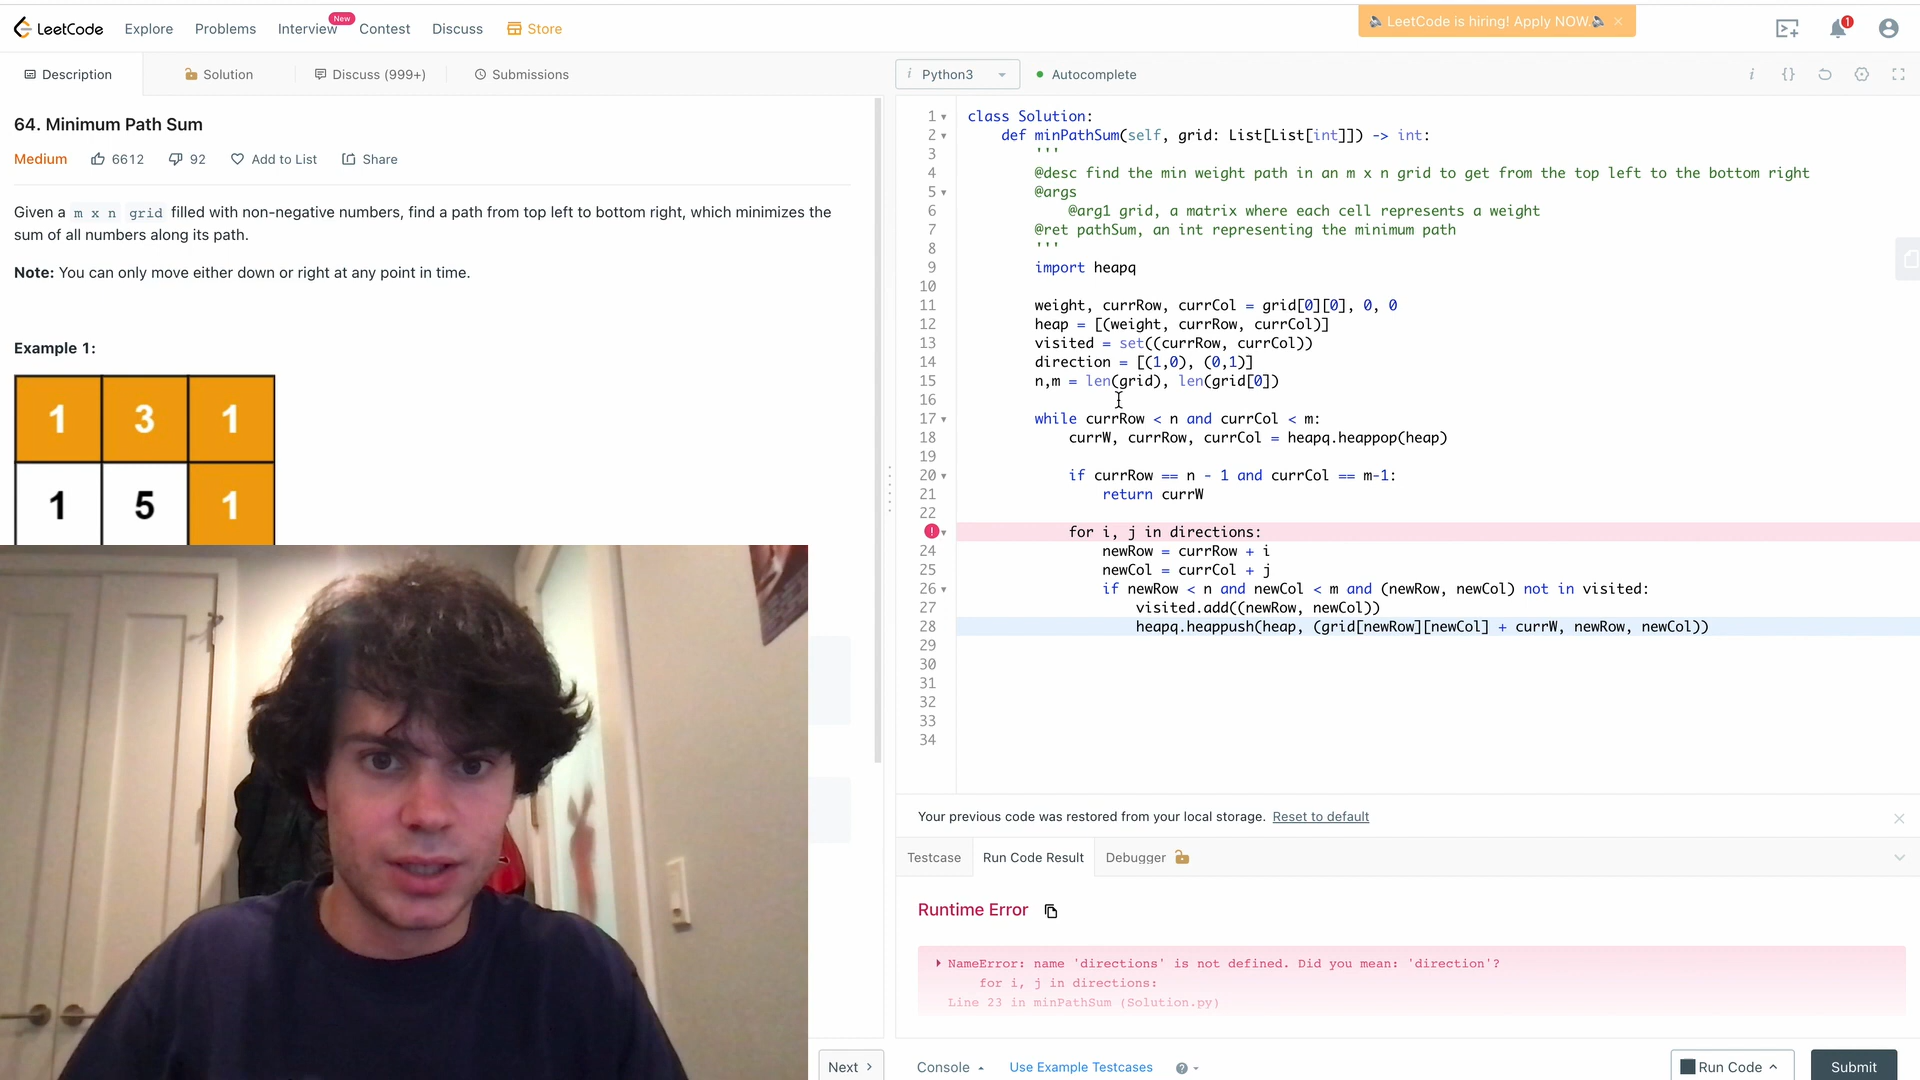 LeetCode
Explore
Problems
Interview
New
Contest
Discuss
Store
LeetCode is hiring! Apply NOW
1
Description
Solution
Discuss (999+)
Submissions
i Python3
Autocomplete
64. Minimum Path Sum
Medium
6612
92
Add to List
Share
Given a m x n grid filled with non-negative numbers, find a path from top left to bottom right, which minimizes the
sum of all numbers along its path.
Note: You can only move either down or right at any point in time.
Example 1:
1 3 1
1 5 1
1 class Solution:
2 def minPathSum(self, grid: List[List[int]]) -> int:
3 '''
4 @desc find the min weight path in an m x n grid to get from the top left to the bottom right
5 @args
6 @arg1 grid, a matrix where each cell represents a weight
7 @ret pathSum, an int representing the minimum path
8 '''
9 import heapq
10
11 weight, currRow, currCol = grid[0][0], 0, 0
12 heap = [(weight, currRow, currCol)]
13 visited = set((currRow, currCol))
14 direction = [(1,0), (0,1)]
15 n,m = len(grid), len(grid[0])
16
17 while currRow < n and currCol < m:
18 currW, currRow, currCol = heapq.heappop(heap)
19
20 if currRow == n - 1 and currCol == m-1:
21 return currW
22
for i, j in directions:
24 newRow = currRow + i
25 newCol = currCol + j
26 if newRow < n and newCol < m and (newRow, newCol) not in visited:
27 visited.add((newRow, newCol))
28 heapq.heappush(heap, (grid[newRow][newCol] + currW, newRow, newCol))
29
30
31
32
33
34
Your previous code was restored from your local storage. Reset to default
Testcase
Run Code Result
Debugger
Runtime Error
NameError: name 'directions' is not defined. Did you mean: 'direction'?
for i, j in directions:
Line 23 in minPathSum (Solution.py)
Next
Console
Use Example Testcases
Run Code
Submit